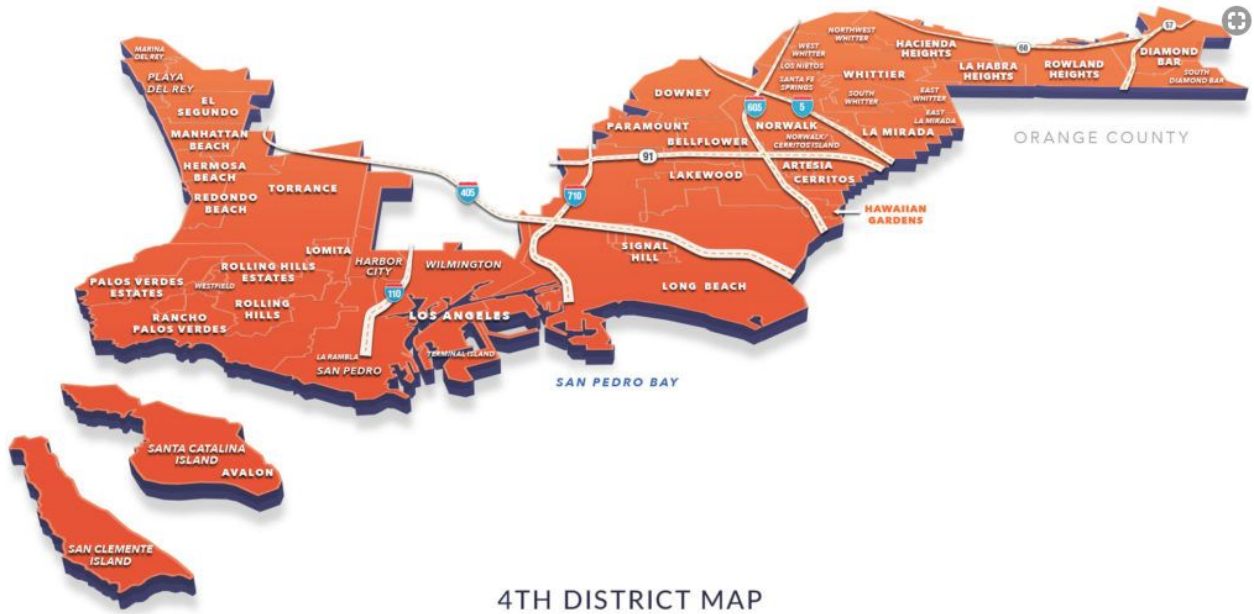 MARINA
DEL REY
PLAYA
DEL REY
EL
SEGUNDO
MANHATTAN
BEACH
HERMOSA
BEACH
REDONDO
BEACH
TORRANCE
LOMITA
HARBOR
CITY
WILMINGTON
PALOS VERDES
ESTATES
WESTFIELD
ROLLING HILLS
ESTATES
ROLLING
HILLS
RANCHO
PALOS VERDES
LOS ANGELES
LA RAMBLA
SAN PEDRO
TERMINAL ISLAND
110
405
710
91
605
5
60
57
DOWNEY
PARAMOUNT
BELLFLOWER
LAKEWOOD
SIGNAL
HILL
LONG BEACH
NORWALK
NORWALK/
CERRITOS ISLAND
ARTESIA
CERRITOS
HAWAIIAN
GARDENS
WEST
WHITTER
LOS NIETOS
SANTA FE
SPRINGS
NORTHWEST
WHITTER
WHITTIER
SOUTH
WHITTER
EAST
WHITTER
EAST
LA MIRADA
LA MIRADA
HACIENDA
HEIGHTS
LA HABRA
HEIGHTS
ROWLAND
HEIGHTS
DIAMOND
BAR
SOUTH
DIAMOND BAR
ORANGE COUNTY
SAN PEDRO BAY
SANTA CATALINA
ISLAND
AVALON
SAN CLEMENTE
ISLAND
4TH DISTRICT MAP